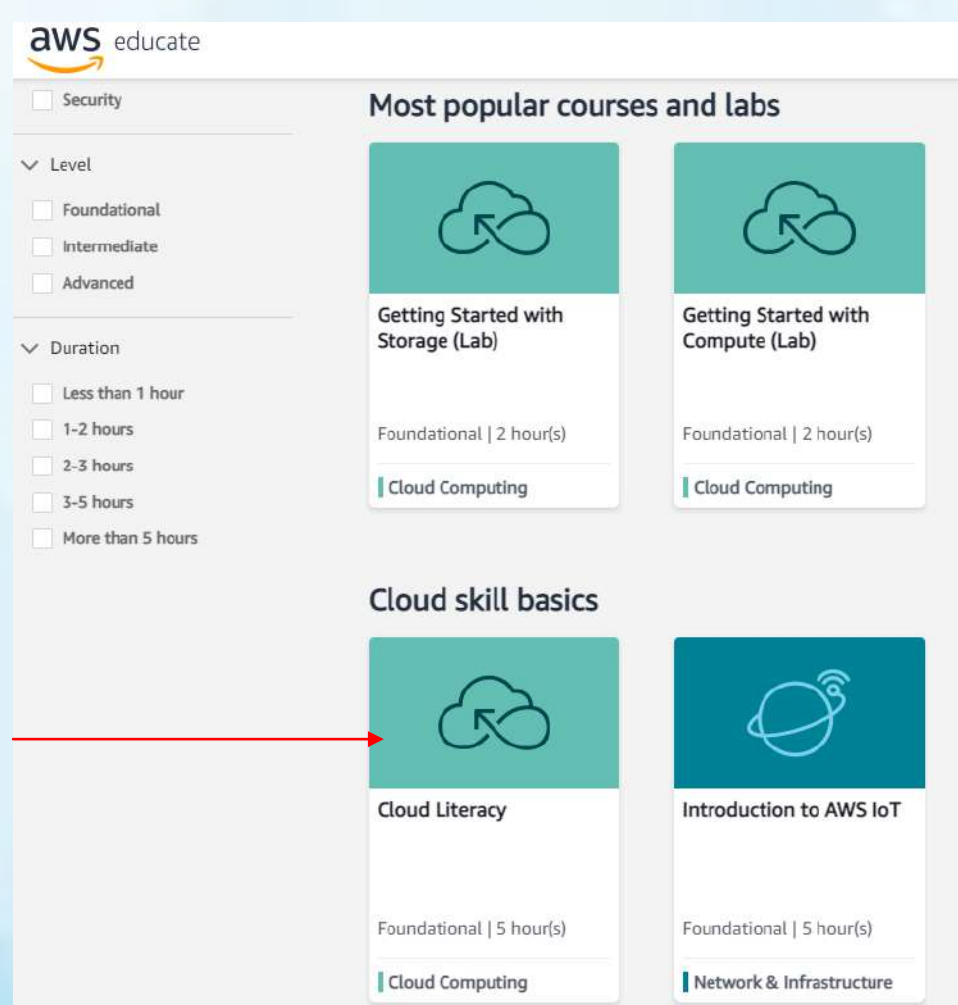 aws educate
Security
Level
Foundational
Intermediate
Advanced
Duration
Less than 1 hour
1-2 hours
2-3 hours
3-5 hours
More than 5 hours
Most popular courses and labs
Getting Started with
Storage (Lab)
Foundational | 2 hour(s)
Cloud Computing
Getting Started with
Compute (Lab)
Foundational | 2 hour(s)
Cloud Computing
Cloud skill basics
Cloud Literacy
Foundational | 5 hour(s)
Cloud Computing
Introduction to AWS IoT
Foundational | 5 hour(s)
Network & Infrastructure